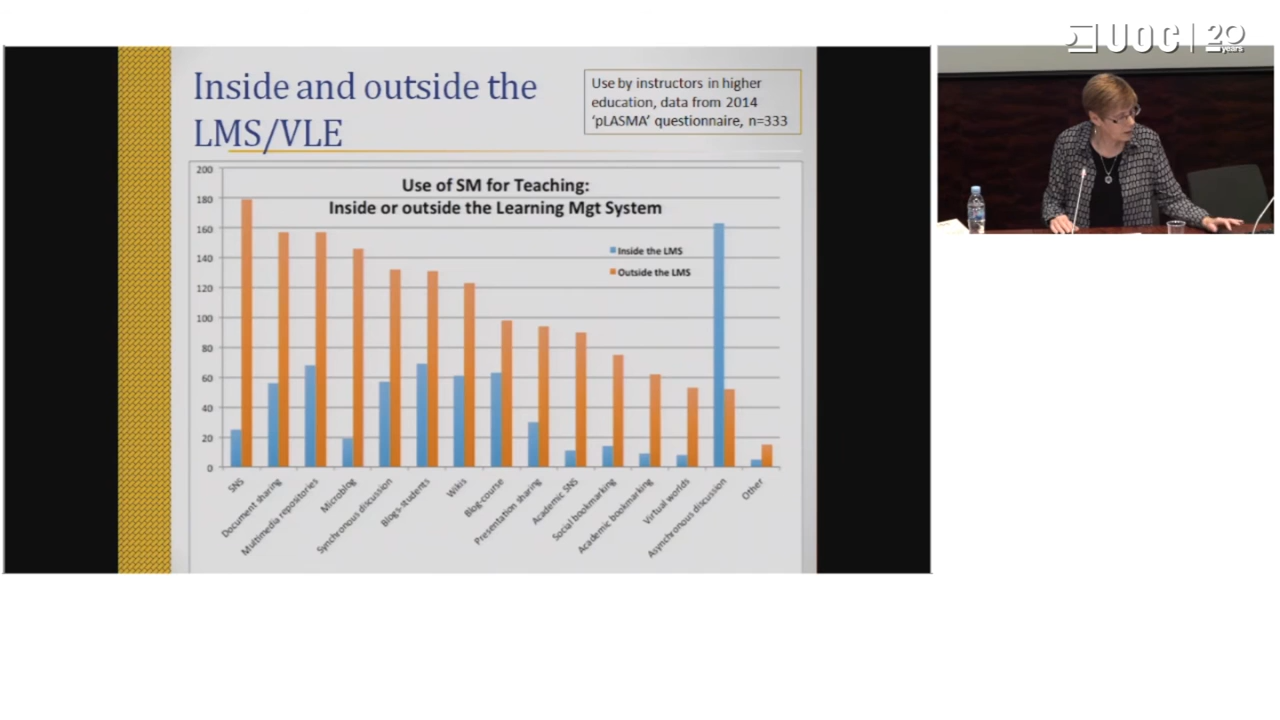 UOC | 20
years
Inside and outside the
LMS/VLE
Use by instructors in higher
education, data from 2014
‘pLASMA’ questionnaire, n=333
Use of SM for Teaching:
Inside or outside the Learning Mgt System
Inside the LMS
Outside the LMS
200
180
160
140
120
100
80
60
40
20
0
SNS
Document sharing
Multimedia repositories
Microblog
Synchronous discussion
Blogs-students
Wikis
Blog-course
Presentation sharing
Academic SNS
Social bookmarking
Academic bookmarking
Virtual worlds
Asynchronous discussion
Other